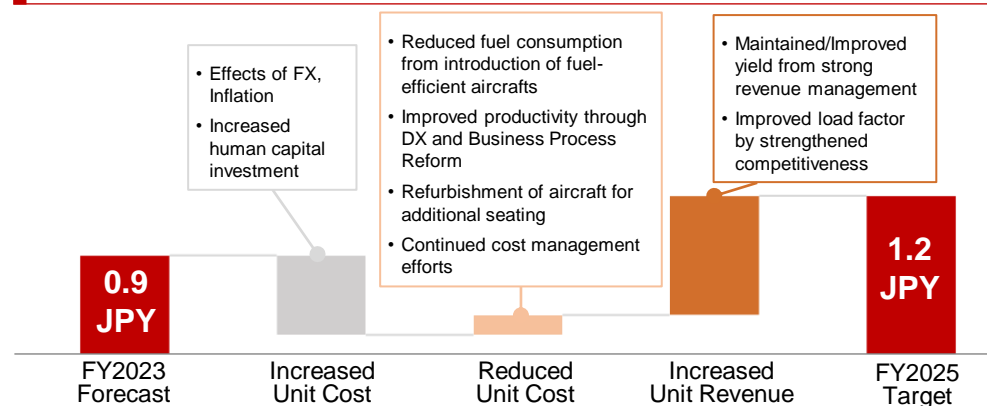 • Effects of FX,
Inflation
• Increased
human capital
investment
• Reduced fuel consumption
from introduction of fuel-
efficient aircrafts
• Improved productivity through
DX and Business Process
Reform
• Refurbishment of aircraft for
additional seating
• Continued cost management
efforts
• Maintained/Improved
yield from strong
revenue management
• Improved load factor
by strengthened
competitiveness
0.9
JPY
1.2
JPY
FY2023
Forecast
Increased
Unit Cost
Reduced
Unit Cost
Increased
Unit Revenue
FY2025
Target